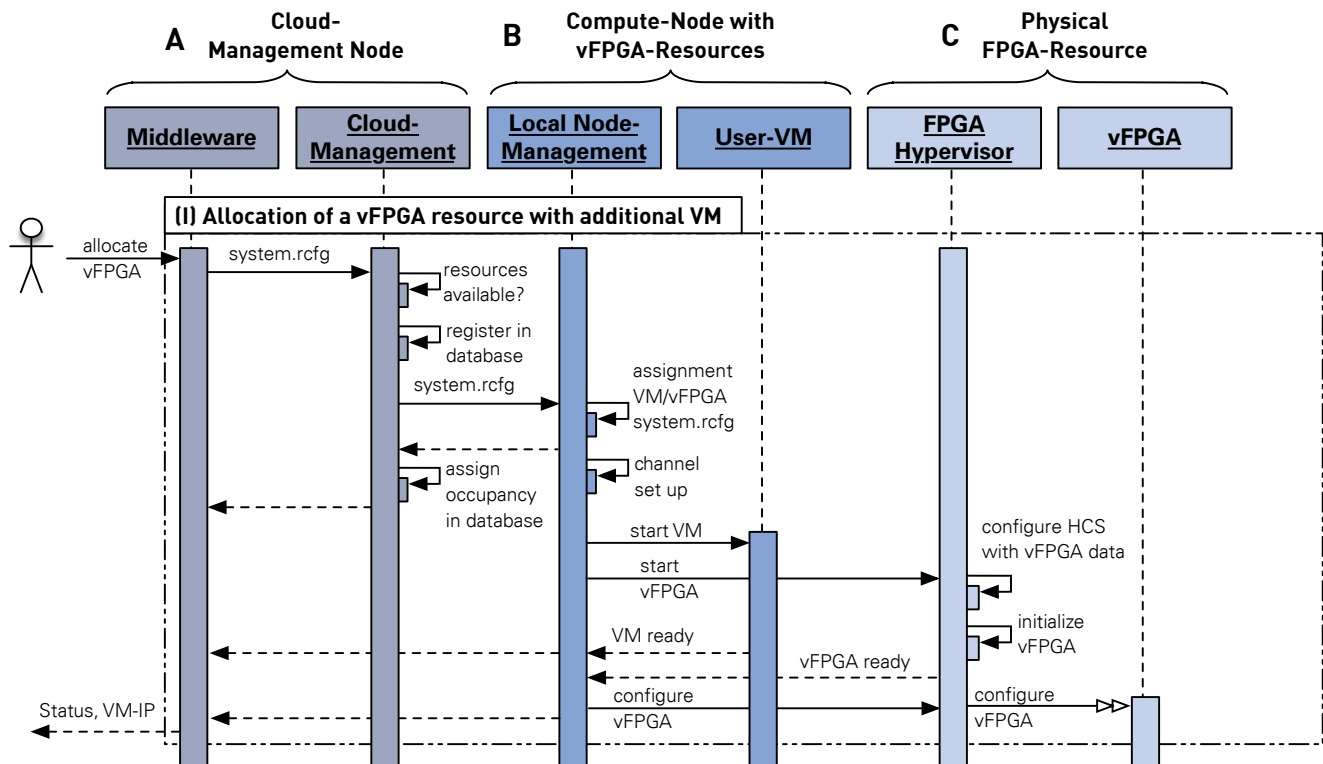 A
Cloud-
Management Node
B
Compute-Node with
vFPGA-Resources
C
Physical
FPGA-Resource
Middleware
Cloud-
Management
Local Node-
Management
User-VM
FPGA
Hypervisor
vFPGA
(I) Allocation of a vFPGA resource with additional VM
allocate
vFPGA
system.rcfg
resources
available?
register in
database
system.rcfg
assignment
VM/vFPGA
system.rcfg
assign
occupancy
in database
channel
set up
start VM
start
vFPGA
configure HCS
with vFPGA data
initialize
vFPGA
VM ready
vFPGA ready
configure
vFPGA
configure
vFPGA
Status, VM-IP